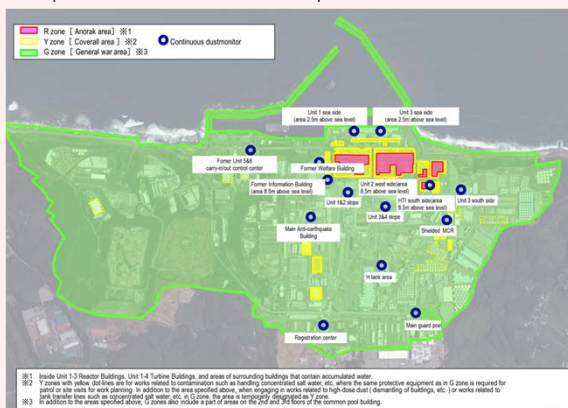 R zone [ Anorak area ] ※1
Y zone [ Coverall area ] ※2
G zone [ General war area ] ※3
Continuous dustmonitor
Unit 1 sea side
(area 2.5m above sea level)
Unit 3 sea side
(area 2.5m above sea level)
Fomer Unit 5&6
carry-in/out control center
Former Welfare Building
Former Information Building
(area 8.5m above sea level)
Unit 2 west side(area
8.5m above sea level)
HTI south side(area
8.5m above sea level)
Unit 3 south side
Unit 1&2 slope
Unit 3&4 slope
Shielded MCR
Main Anti-earthquake
Building
H tank area
Registration center
Main guard post
※1 Inside Unit 1-3 Reactor Buildings, Unit 1-4 Turbine Buildings, and areas of surrounding buildings that contain accumulated water.
※2 Y zones with yellow dot-lines are for works related to contamination such as handling concentrated salt water, etc, where the same protective equipment as in G zone is required for
patrol or site visits for work planning. In addition to the area specified above, when engaging in works related to high-dose dust ( dismantling of buildings, etc. ) or works related to
tank transfer lines such as concentrated salt water, etc, in G zone, the area is temporarily designated as Y zone.
※3 In addition to the areas specified above, G zones also include a part of areas on the 2nd and 3rd floors of the common pool building.